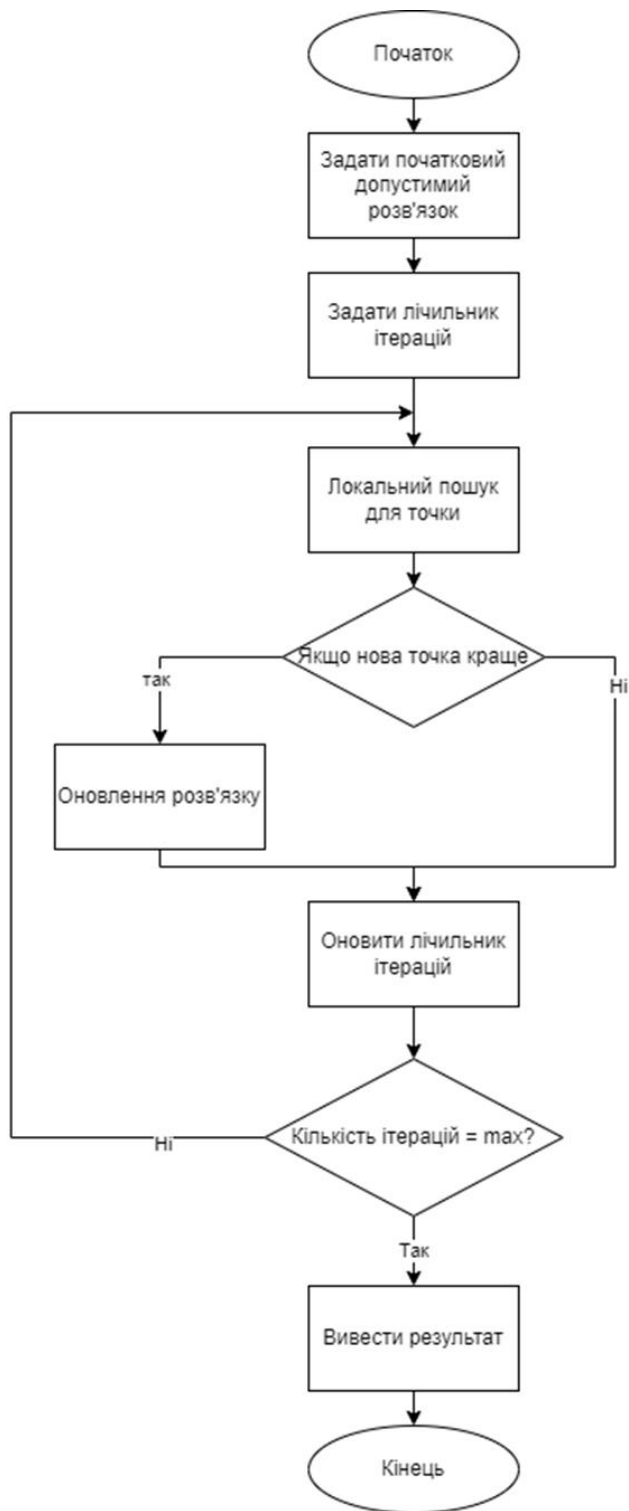 Початок
Задати початковий
допустимий
розв'язок
Задати лічильник
ітерацій
Локальний пошук
для точки
Якщо нова точка краще
так
Ні
Оновлення розв'язку
Оновити лічильник
ітерацій
Кількість ітерацій = max?
Ні
Так
Вивести результат
Кінець